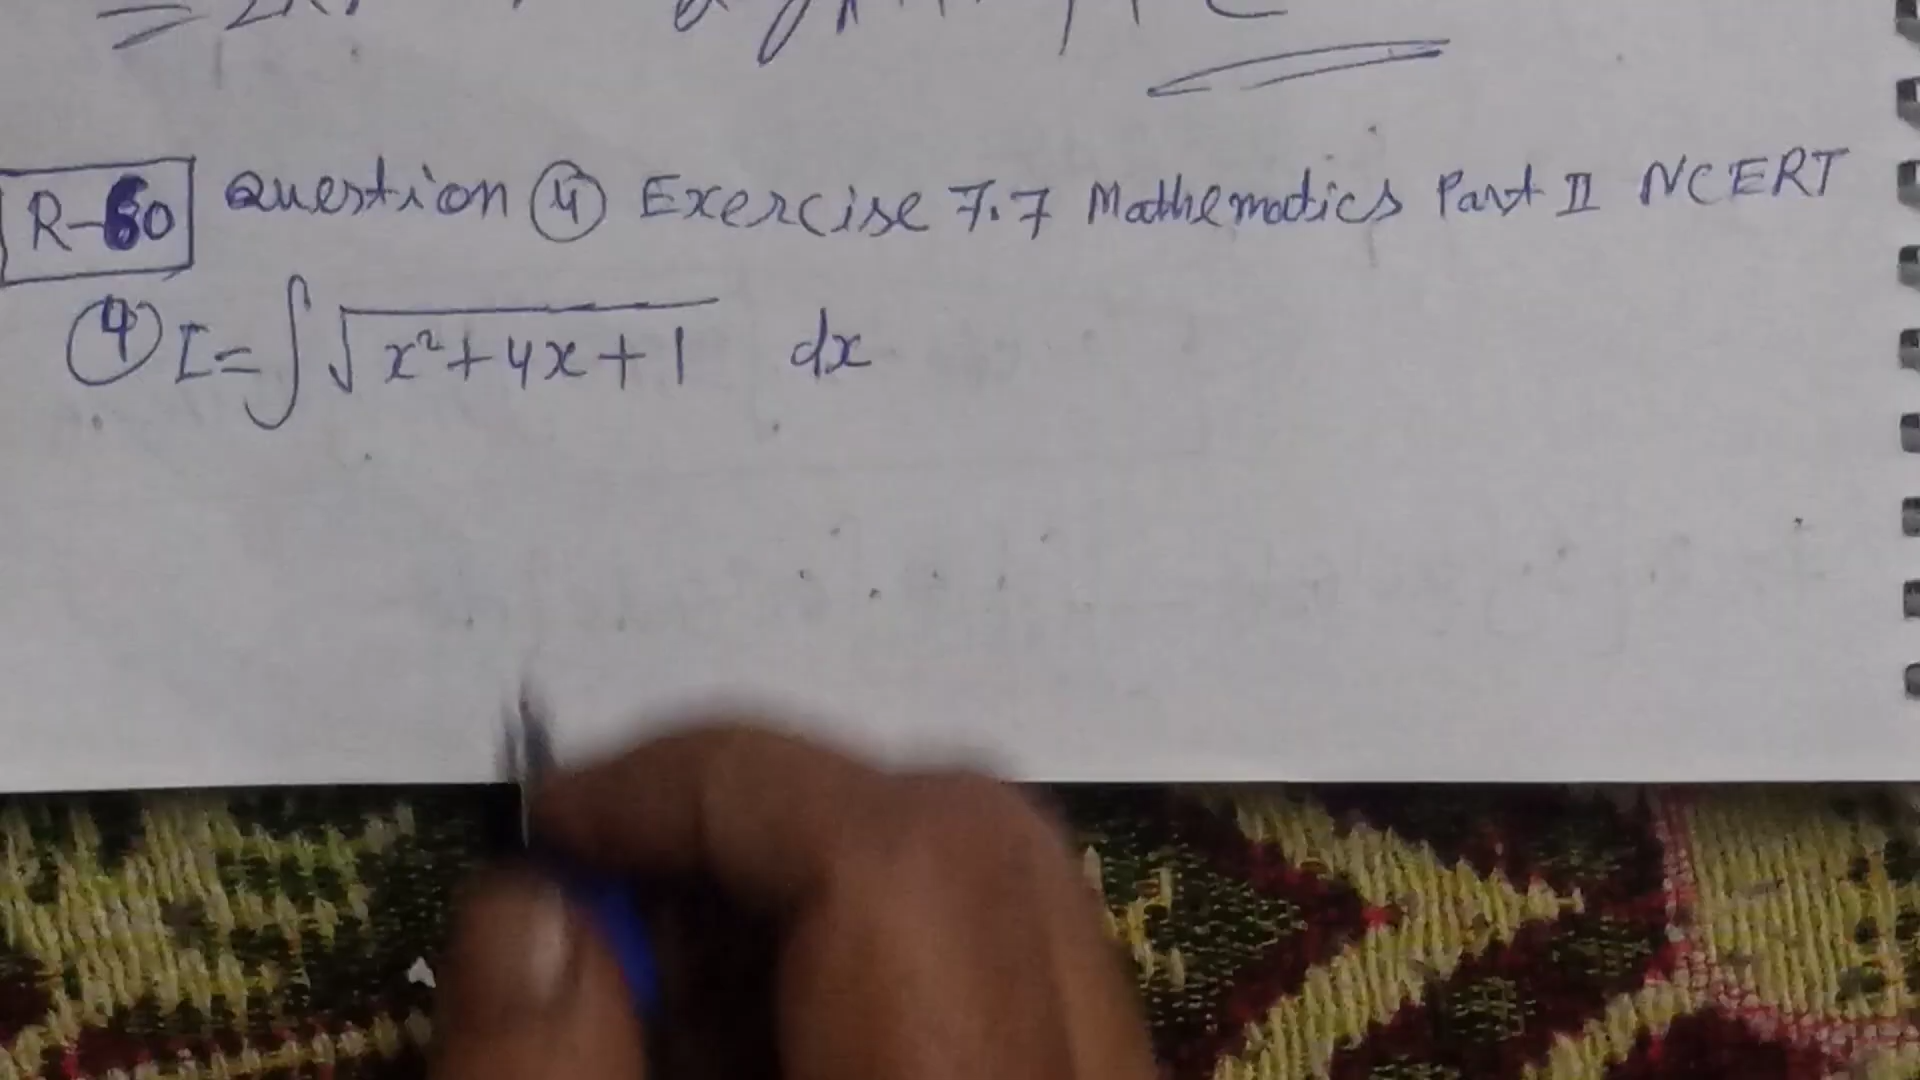 R-60 Question ④ Exercise 7.7 Mathematics Part II NCERT
④ I = ∫ √(x² + 4x + 1) dx